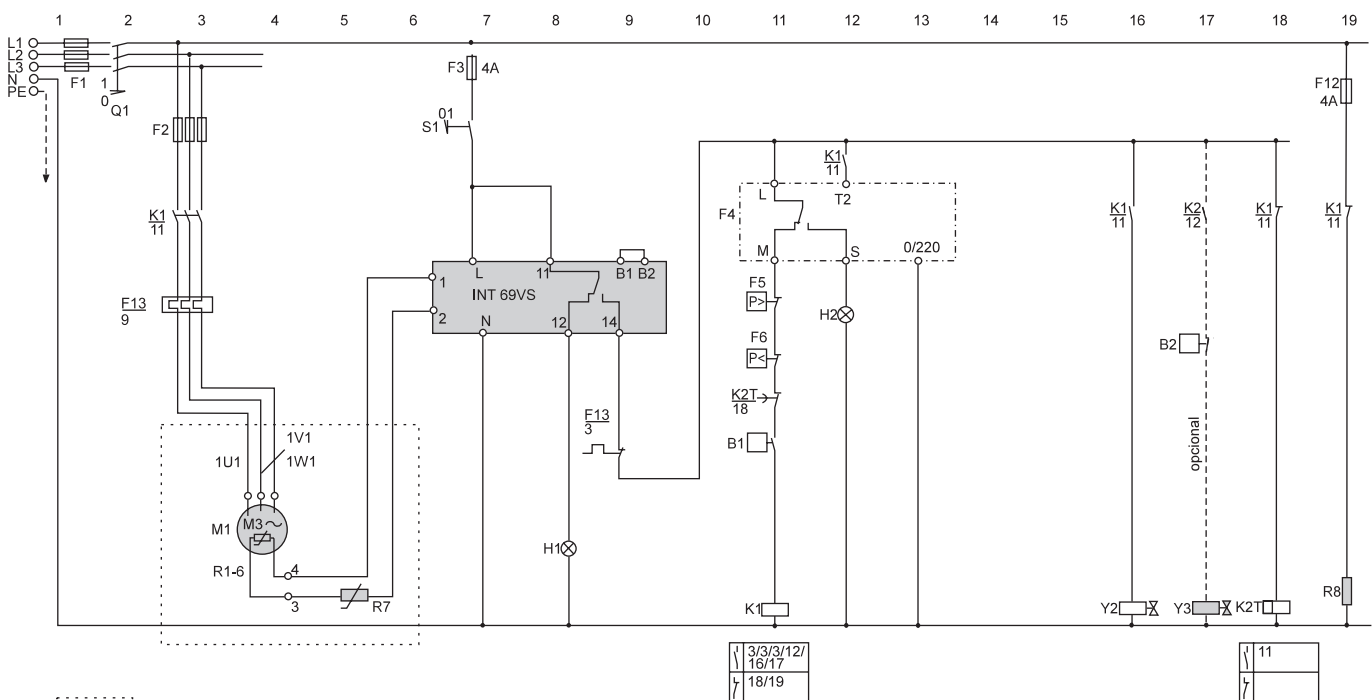 1 2 3 4 5 6 7 8 9 10 11 12 13 14 15 16 17 18 19
L1
L2
L3
N
PE
F1
1
0
Q1
F2
F3 4A
01
S1
F12
4A
K1
11
L
T2
F4
M
S
0/220
K1
11
K1
11
K2
12
K1
11
K1
11
F13
9
1
2
L
11
B1 B2
INT 69VS
N
12
14
F5
P>
F6
P<
K2T
18
B1
H2
B2
opcional
F13
3
1V1
1U1
1W1
M1
M3
R1-6
4
3
R7
H1
K1
Y2
Y3
K2T
R8
3/3/3/12/
16/17
18/19
11